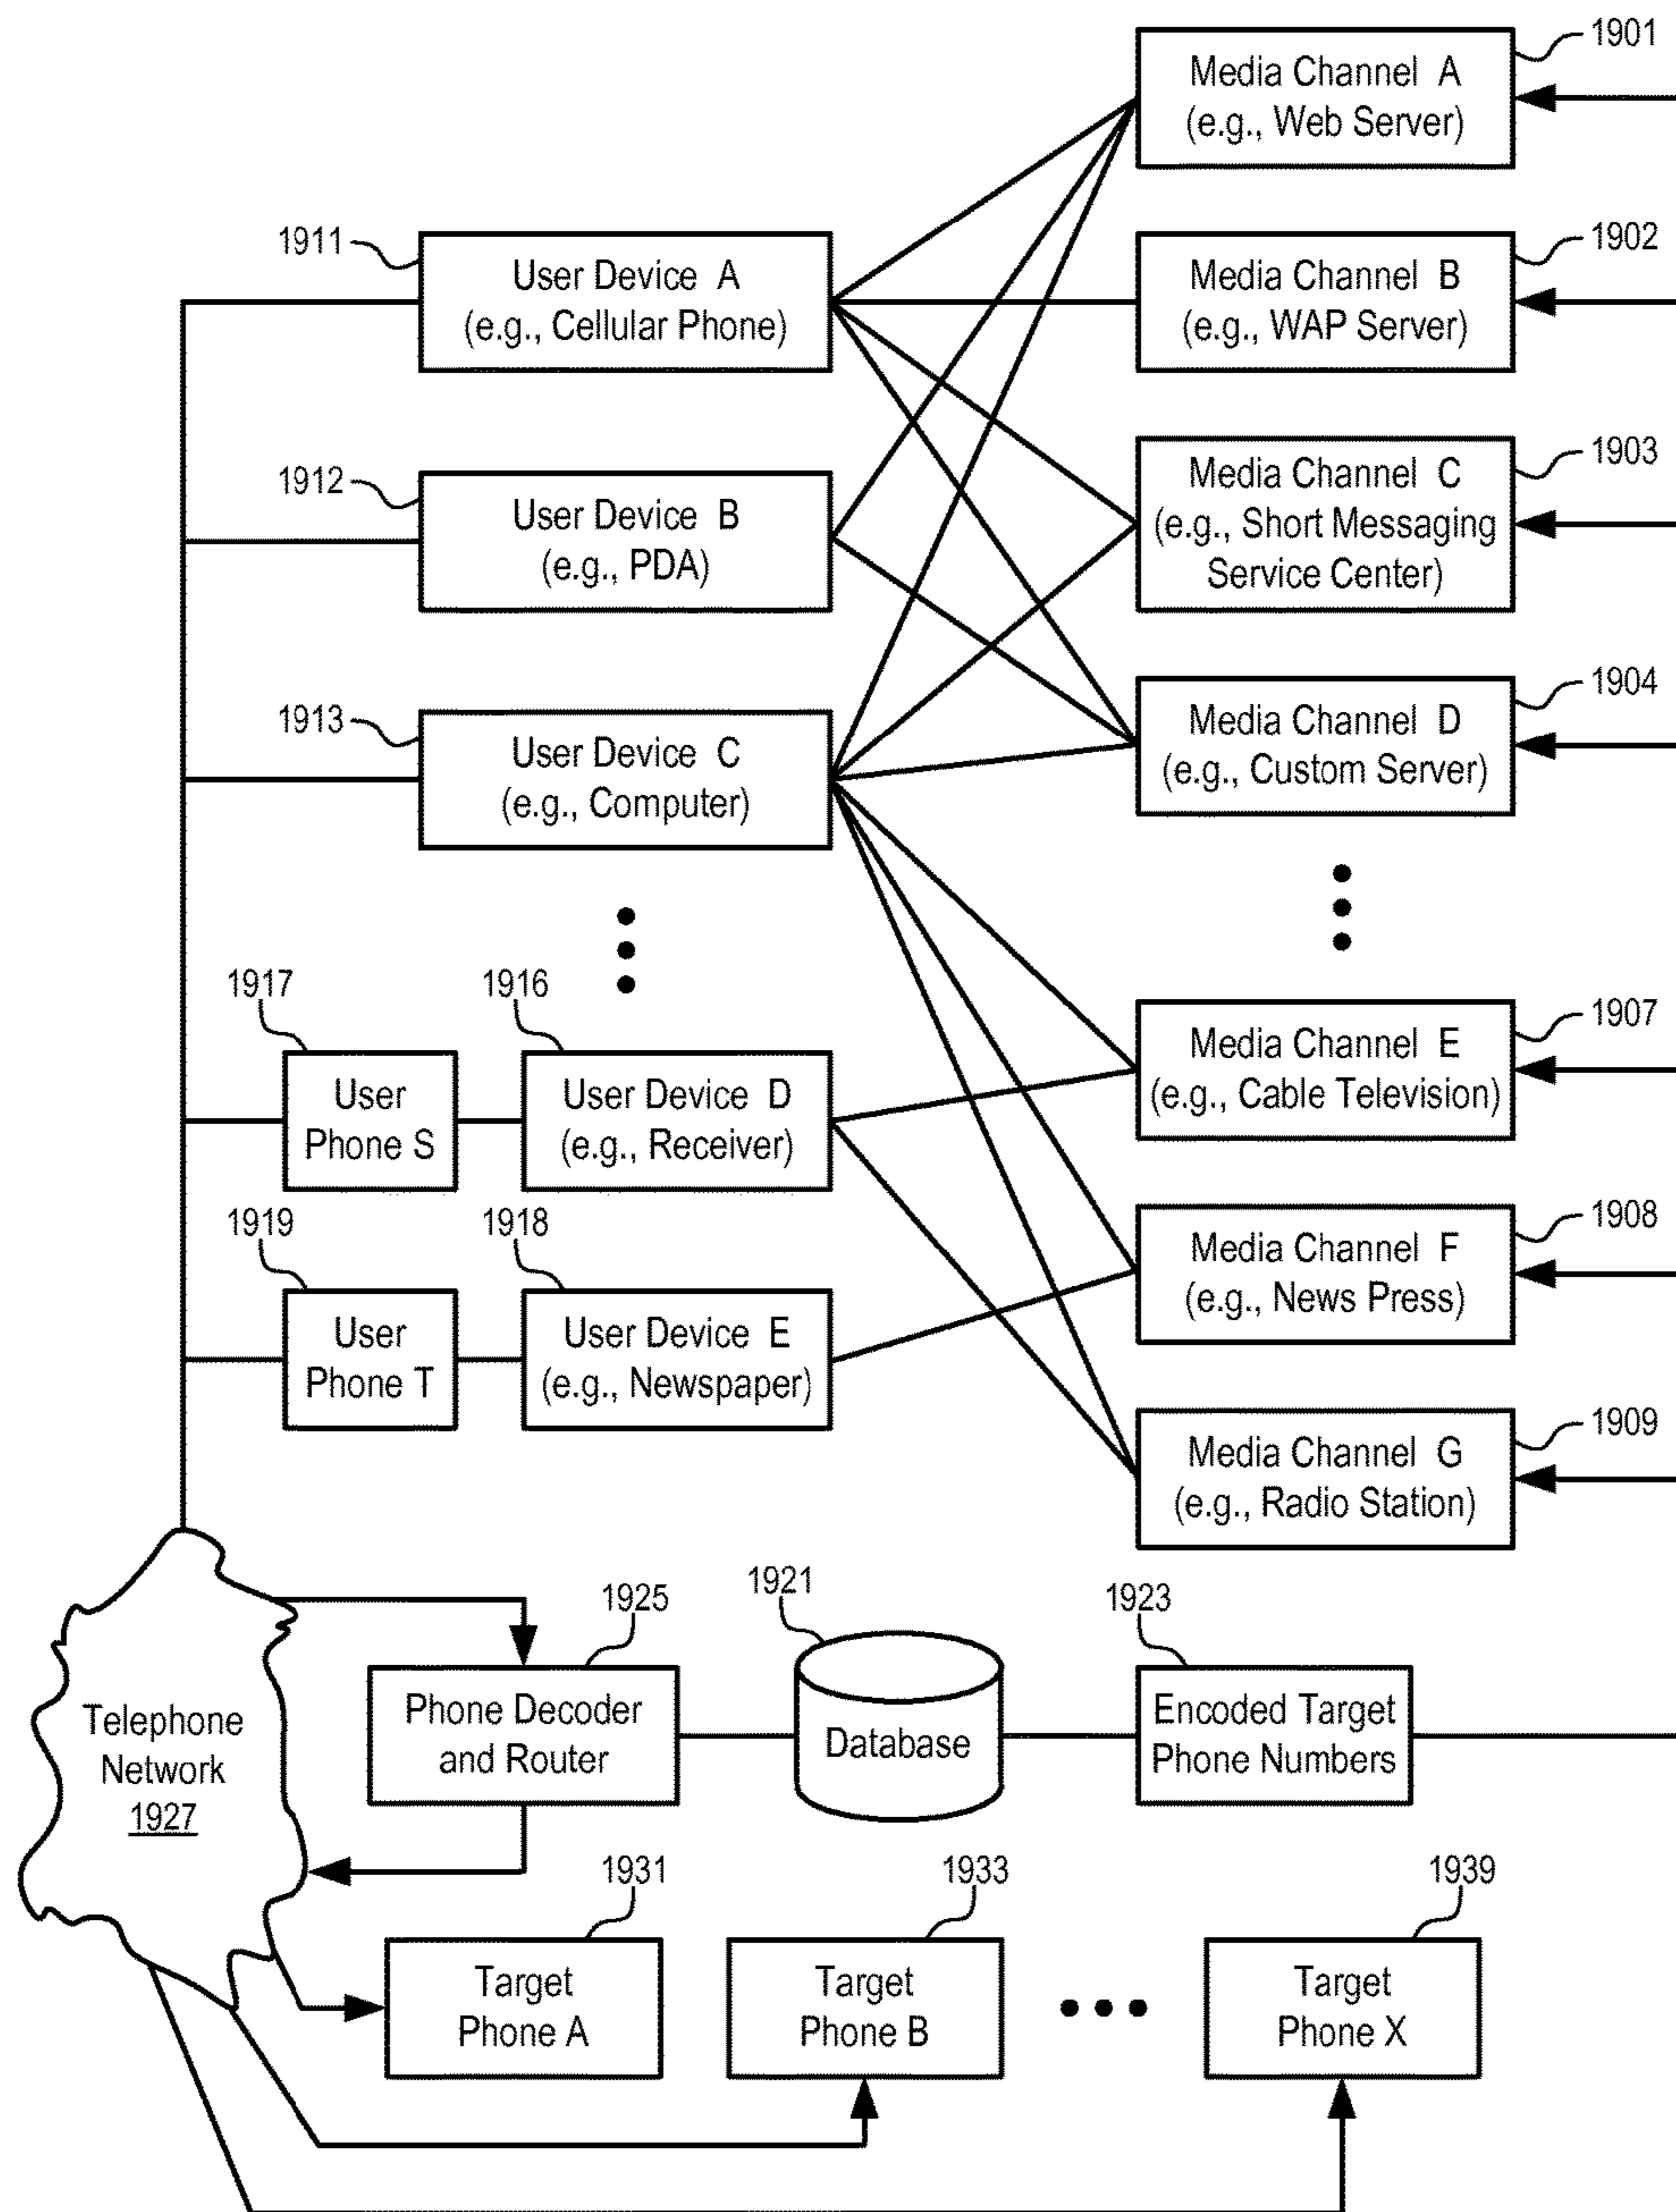 1901
Media Channel A
(e.g., Web Server)
1911
User Device A
(e.g., Cellular Phone)
1902
Media Channel B
(e.g., WAP Server)
1912
User Device B
(e.g., PDA)
1903
Media Channel C
(e.g., Short Messaging
Service Center)
1913
User Device C
(e.g., Computer)
1904
Media Channel D
(e.g., Custom Server)
1917
User
Phone S
1916
User Device D
(e.g., Receiver)
1907
Media Channel E
(e.g., Cable Television)
1919
User
Phone T
1918
User Device E
(e.g., Newspaper)
1908
Media Channel F
(e.g., News Press)
1909
Media Channel G
(e.g., Radio Station)
Telephone
Network
1927
1925
Phone Decoder
and Router
1921
Database
1923
Encoded Target
Phone Numbers
1931
Target
Phone A
1933
Target
Phone B
1939
Target
Phone X